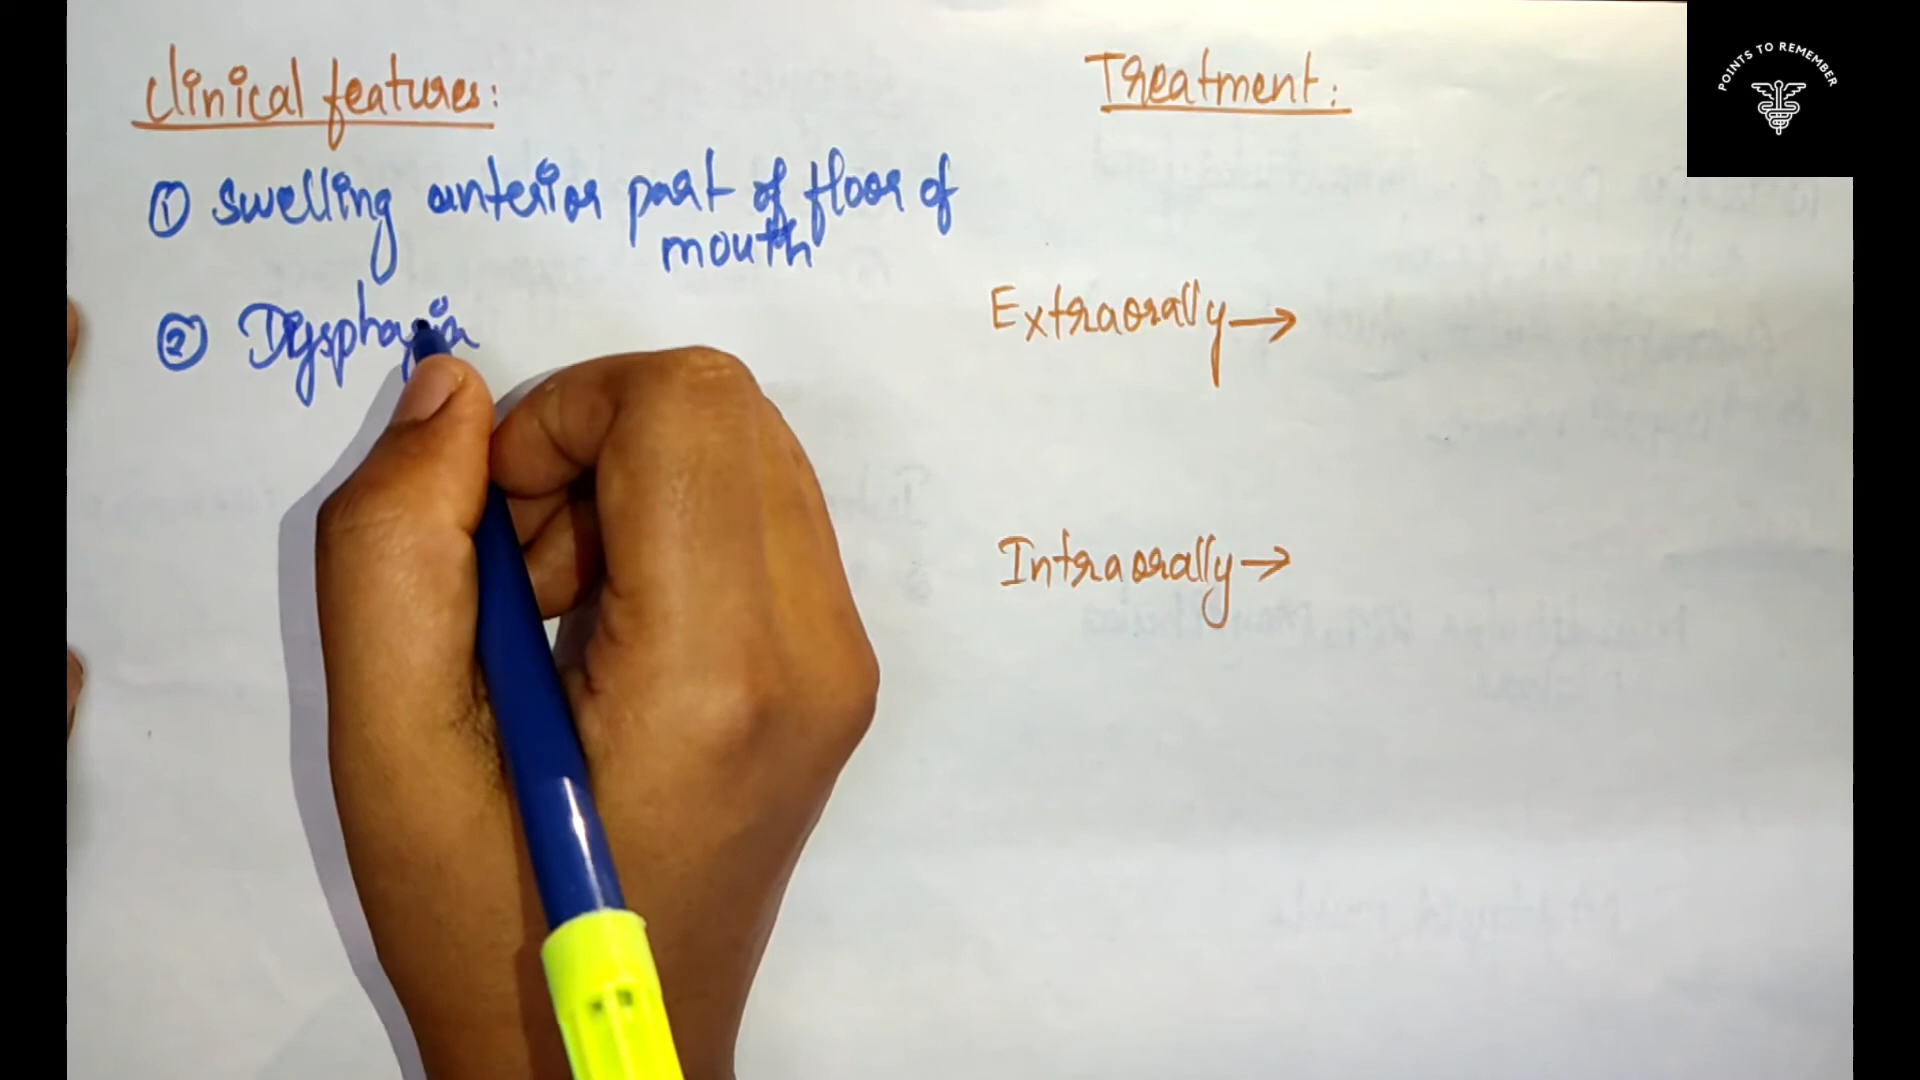 Clinical features:
① Swelling anterior part of floor of
mouth
② Dysphagia
Treatment:
Extraorally →
Intraorally →
POINTS TO REMEMBER